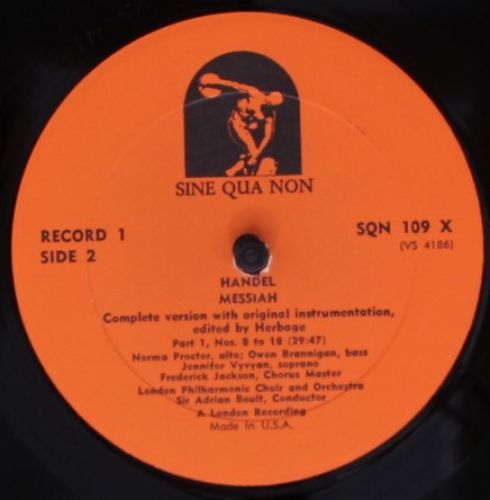 SINE QUA NON
RECORD 1
SIDE 2
SQN 109 X
(VS 4186)
HANDEL
MESSIAH
Complete version with original instrumentation,
edited by Herbage
Part 1, Nos. 8 to 18 (29:47)
Norma Proctor, alto; Owen Brannigan, bass
Jennifer Vyvyan, soprano
Frederick Jackson, Chorus Master
London Philharmonic Choir and Orchestra
Sir Adrian Boult, Conductor
A London Recording
Made in U.S.A.